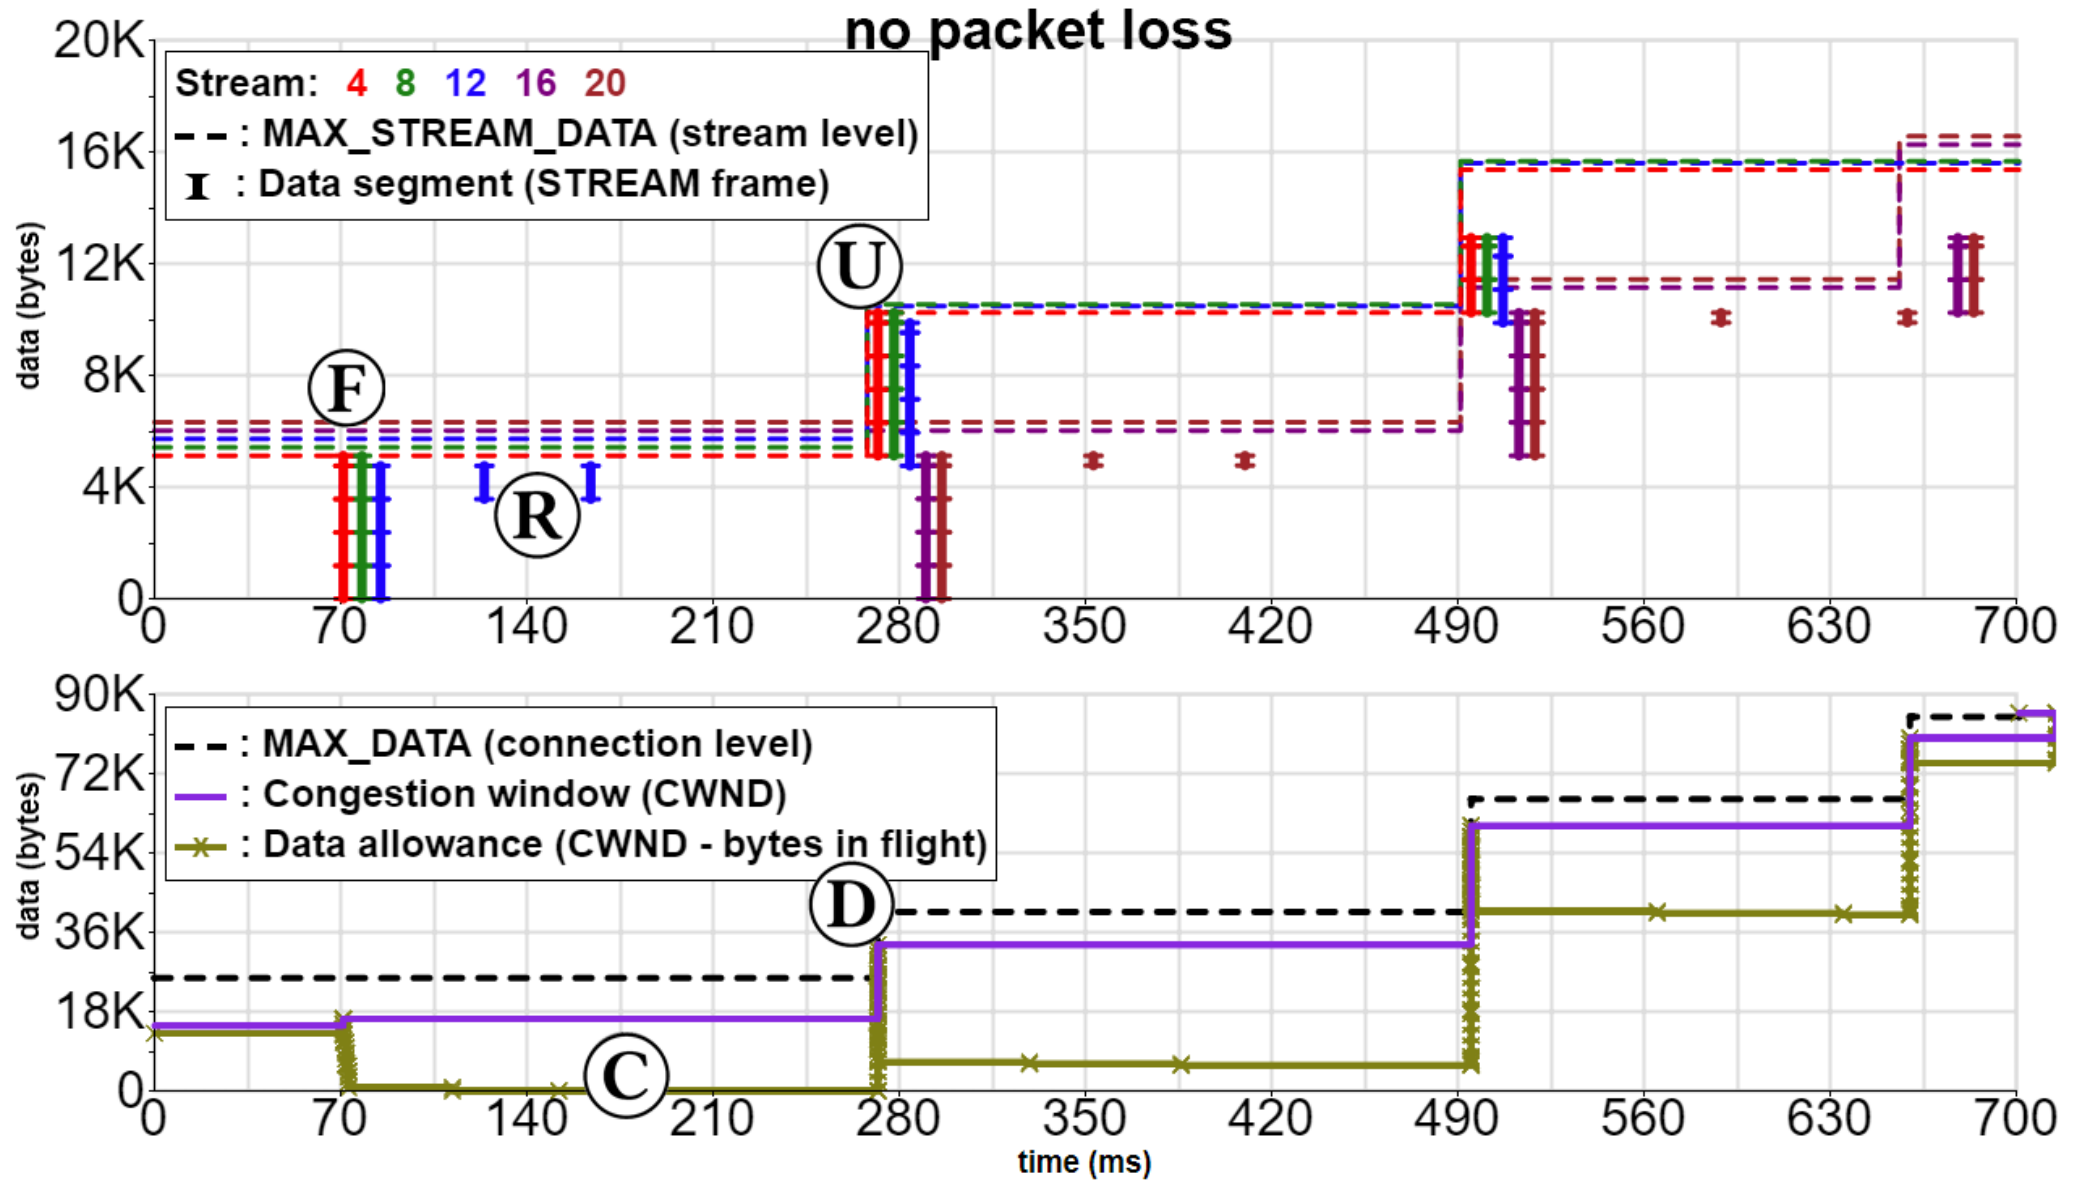 no packet loss
20K
16K
12K
8K
4K
0
data (bytes)
Stream: 4 8 12 16 20
: MAX_STREAM_DATA (stream level)
I : Data segment (STREAM frame)
U
F
R
0 70 140 210 280 350 420 490 560 630 700
90K
72K
54K
36K
18K
0
data (bytes)
: MAX_DATA (connection level)
: Congestion window (CWND)
: Data allowance (CWND - bytes in flight)
D
C
0 70 140 210 280 350 420 490 560 630 700
time (ms)